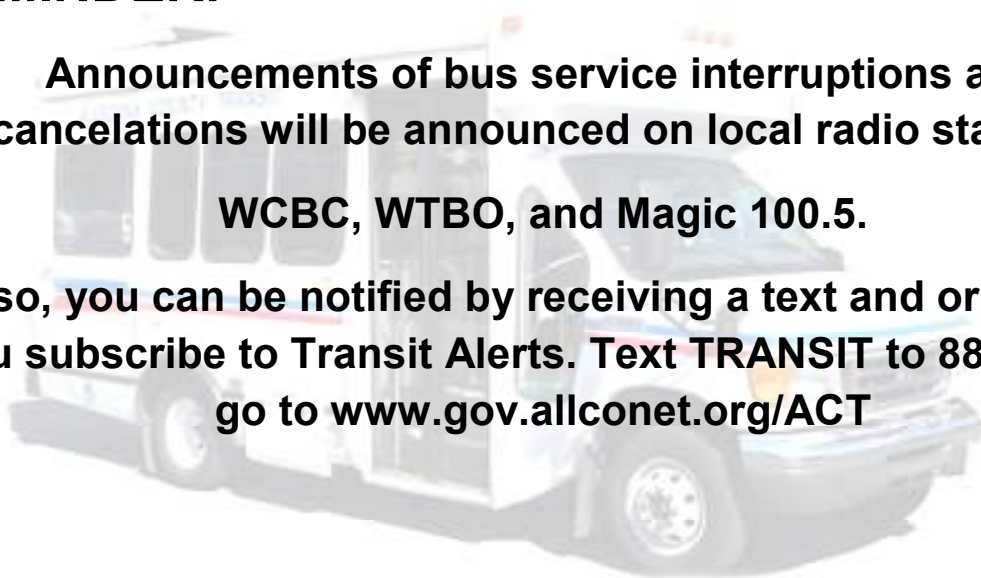 Announcements of bus service interruptions a
cancelations will be announced on local radio sta
WCBC, WTBO, and Magic 100.5.
so, you can be notified by receiving a text and or
u subscribe to Transit Alerts. Text TRANSIT to 88
go to www.gov.allconet.org/ACT